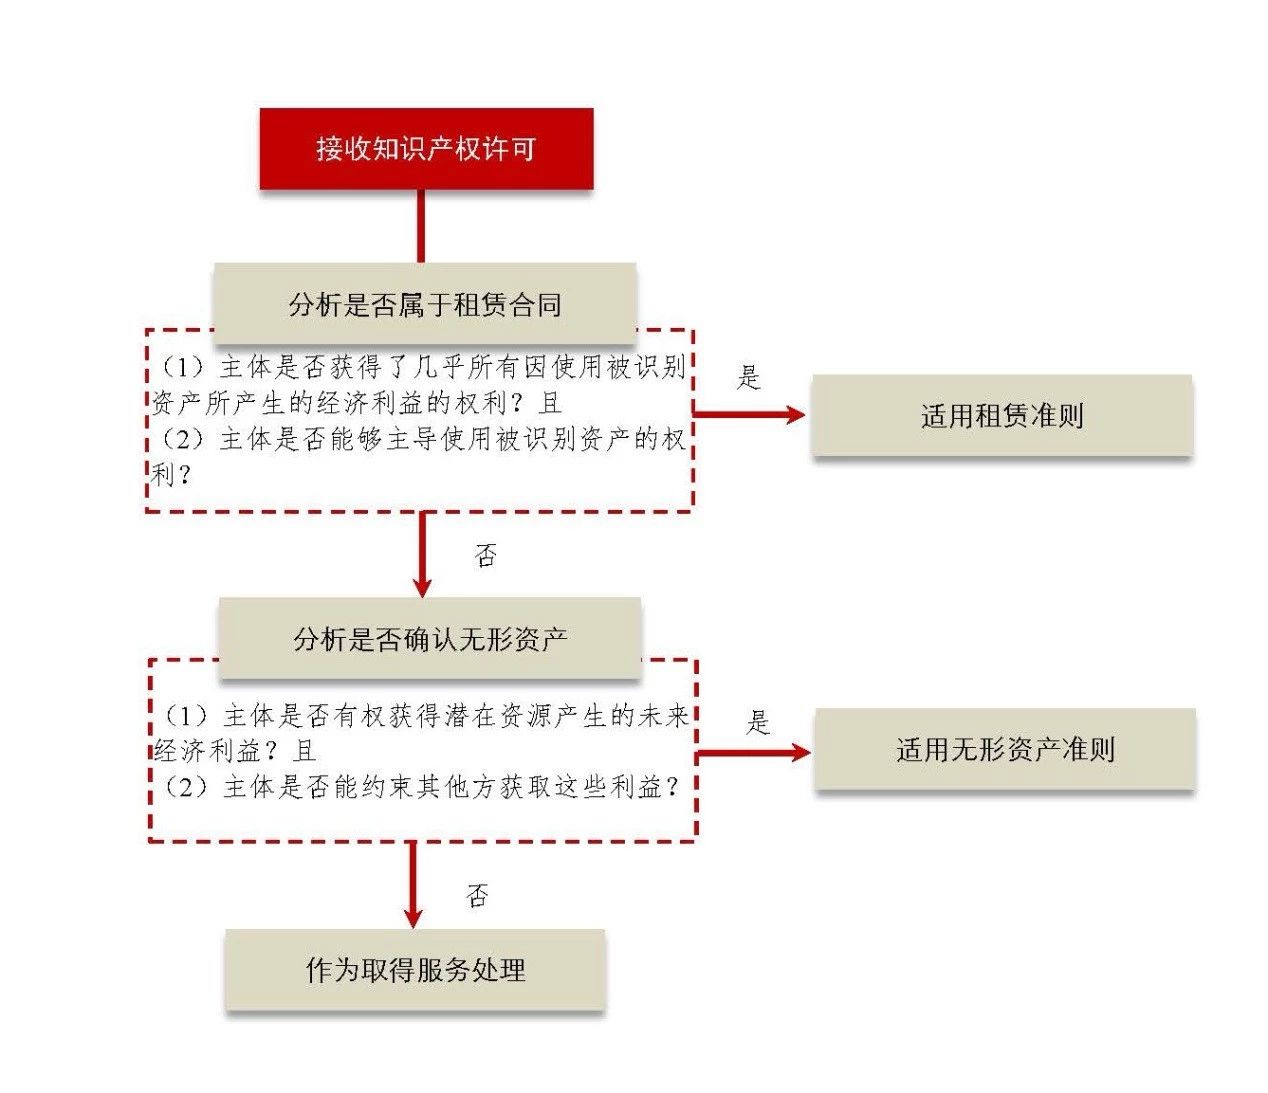 接收知识产权许可
分析是否属于租赁合同
（1）主体是否获得了几乎所有因使用被识别
资产所产生的经济利益的权利？且
（2）主体是否能够主导使用被识别资产的权
利？
是
适用租赁准则
否
分析是否确认无形资产
（1）主体是否有权获得潜在资源产生的未来
经济利益？且
（2）主体是否能约束其他方获取这些利益？
是
适用无形资产准则
否
作为取得服务处理